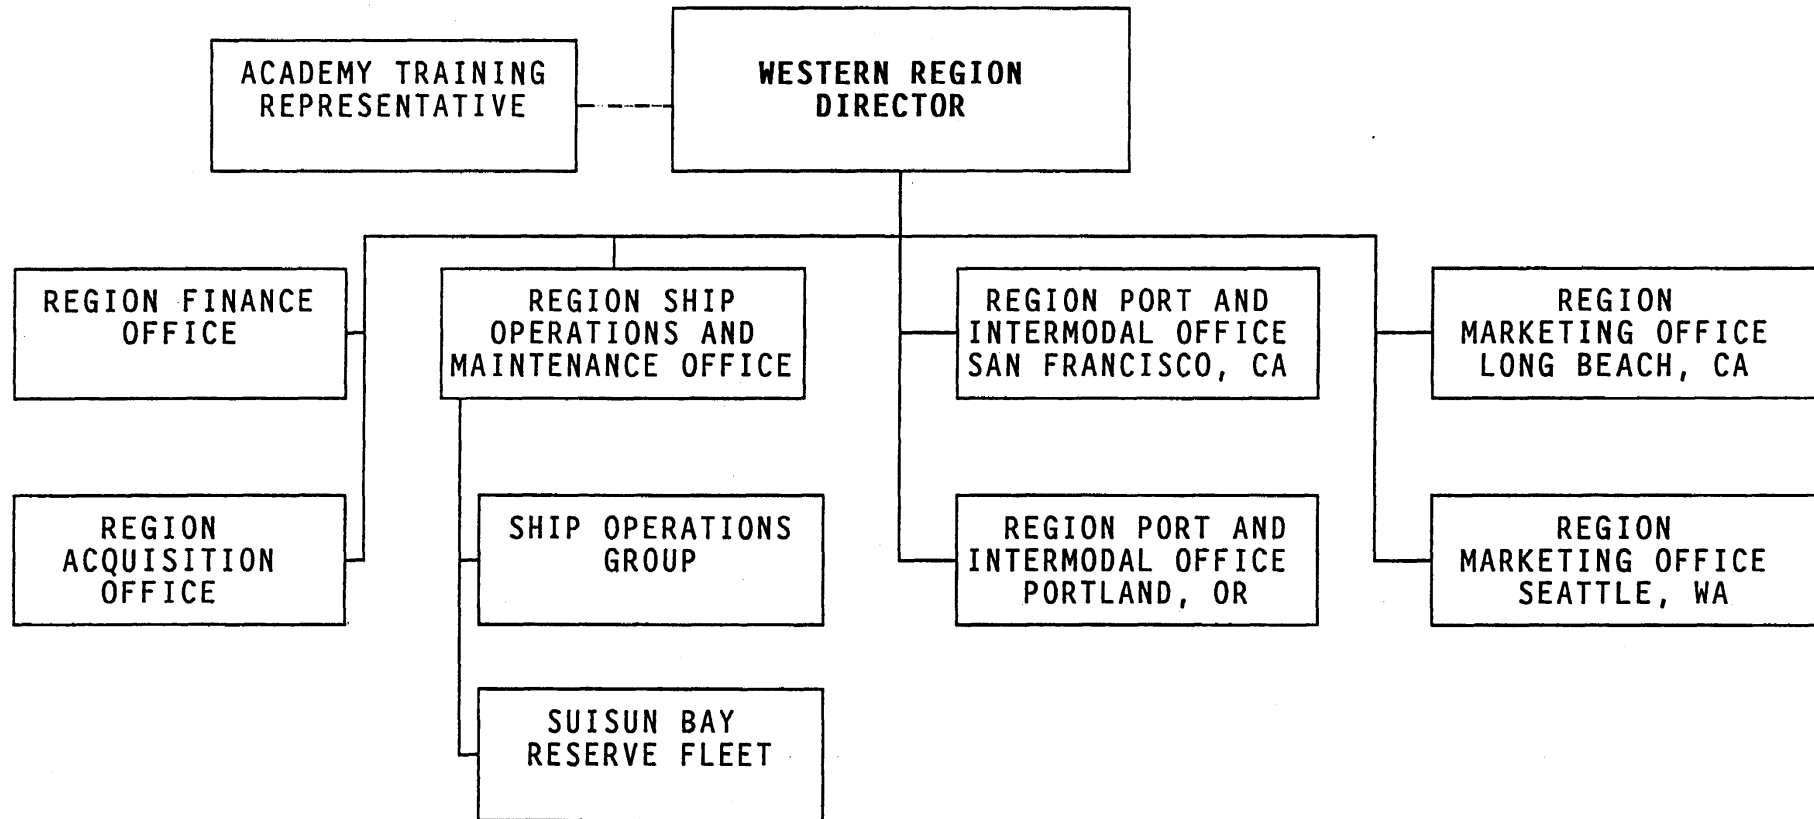 ACADEMY TRAINING
REPRESENTATIVE
WESTERN REGION
DIRECTOR
REGION FINANCE
OFFICE
REGION SHIP
OPERATIONS AND
MAINTENANCE OFFICE
REGION PORT AND
INTERMODAL OFFICE
SAN FRANCISCO, CA
REGION
MARKETING OFFICE
LONG BEACH, CA
REGION
ACQUISITION
OFFICE
SHIP OPERATIONS
GROUP
REGION PORT AND
INTERMODAL OFFICE
PORTLAND, OR
REGION
MARKETING OFFICE
SEATTLE, WA
SUISUN BAY
RESERVE FLEET